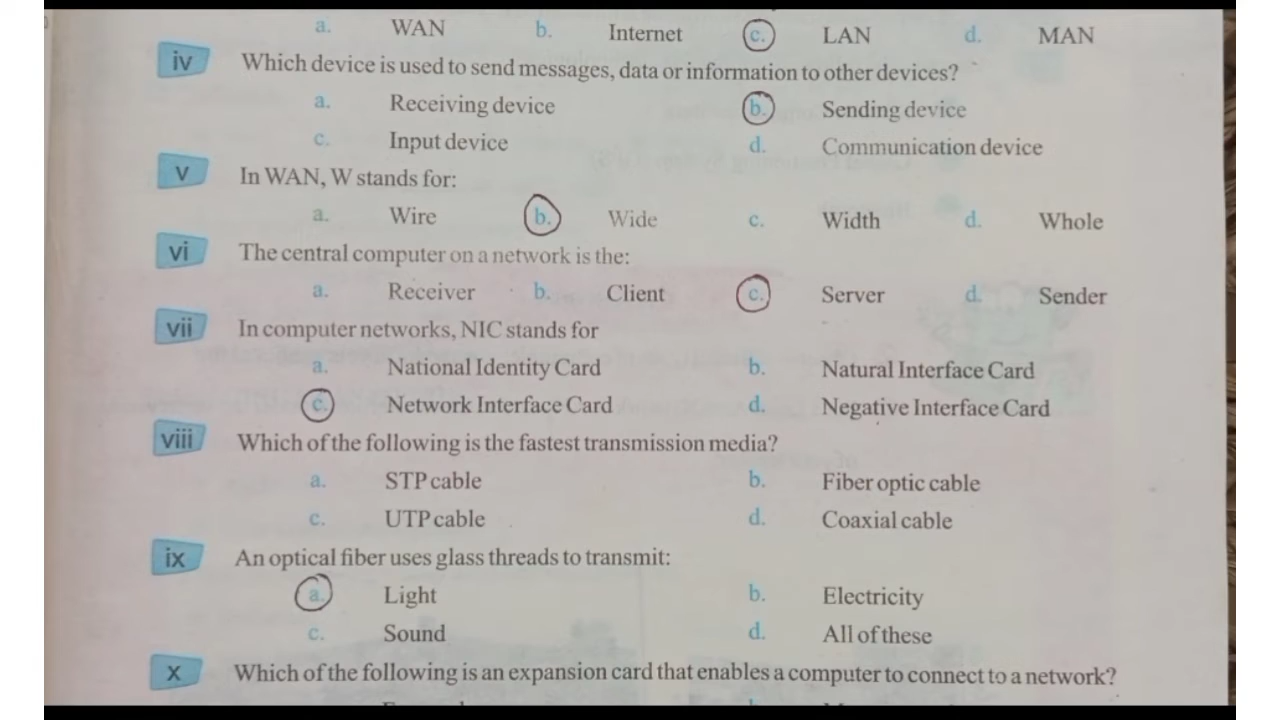 a. WAN b. Internet c. LAN d. MAN
iv Which device is used to send messages, data or information to other devices?
a. Receiving device b. Sending device
c. Input device d. Communication device
v In WAN, W stands for:
a. Wire b. Wide c. Width d. Whole
vi The central computer on a network is the:
a. Receiver b. Client c. Server d. Sender
vii In computer networks, NIC stands for
a. National Identity Card b. Natural Interface Card
c. Network Interface Card d. Negative Interface Card
viii Which of the following is the fastest transmission media?
a. STP cable b. Fiber optic cable
c. UTP cable d. Coaxial cable
ix An optical fiber uses glass threads to transmit:
a. Light b. Electricity
c. Sound d. All of these
x Which of the following is an expansion card that enables a computer to connect to a network?